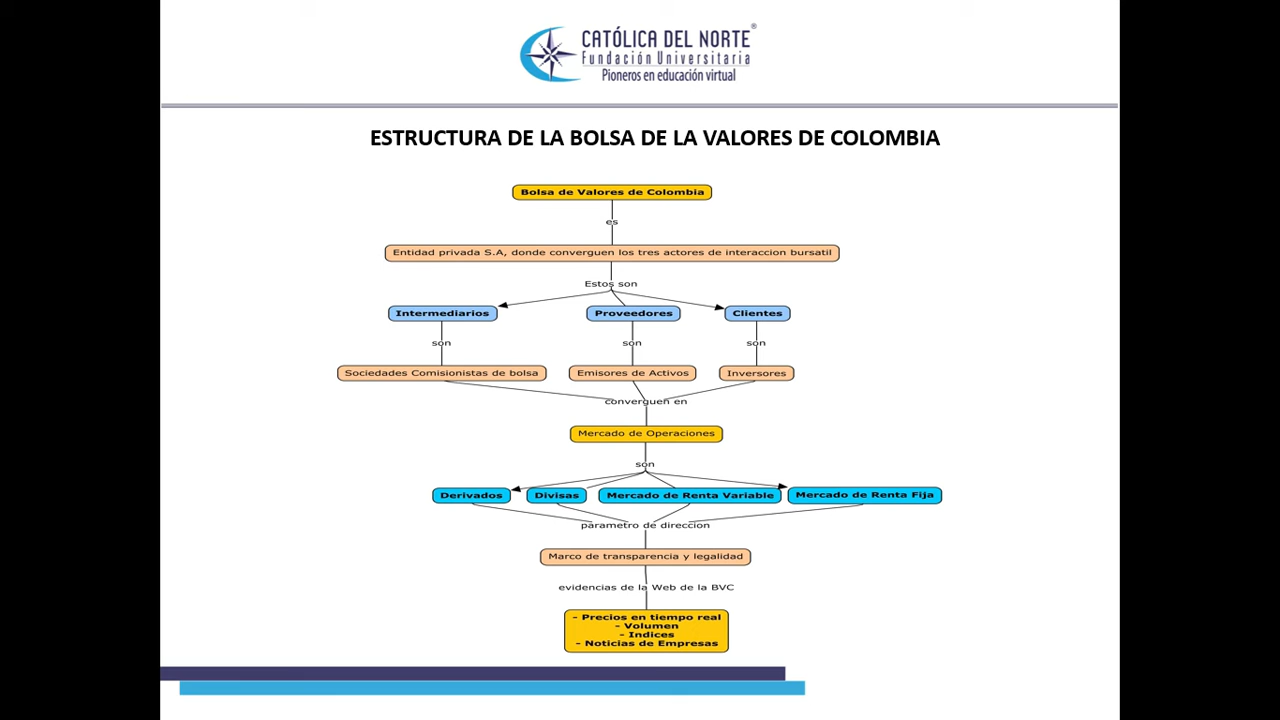 CATÓLICA DEL NORTE®
Fundación Universitaria
Pioneros en educación virtual
ESTRUCTURA DE LA BOLSA DE LA VALORES DE COLOMBIA
Bolsa de Valores de Colombia
es
Entidad privada S.A, donde converguen los tres actores de interaccion bursatil
Estos son
Intermediarios Proveedores Clientes
son son son
Sociedades Comisionistas de bolsa Emisores de Activos Inversores
converguen en
Mercado de Operaciones
son
Derivados Divisas Mercado de Renta Variable Mercado de Renta Fija
parametro de direccion
Marco de transparencia y legalidad
evidencias de la Web de la BVC
- Precios en tiempo real
- Volumen
- Indices
- Noticias de Empresas